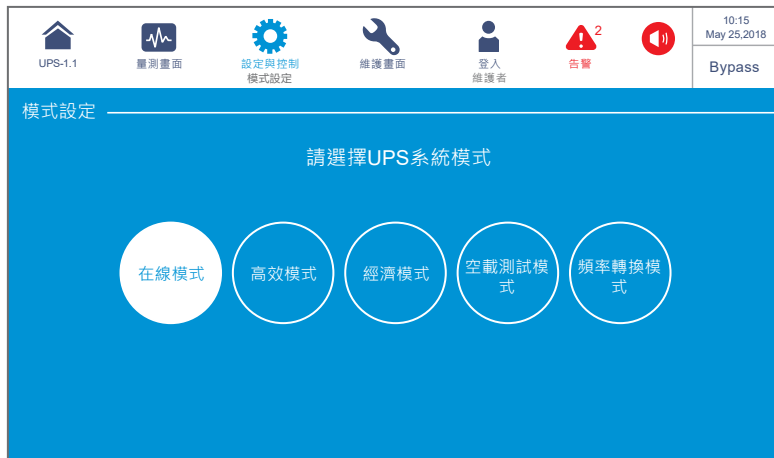 10:15
May 25,2018
Bypass
UPS-1.1
量測畫面
設定與控制
模式設定
維護畫面
登入
維護者
2
告警
模式設定
請選擇UPS系統模式
在線模式
高效模式
經濟模式
空載測試模
式
頻率轉換模
式